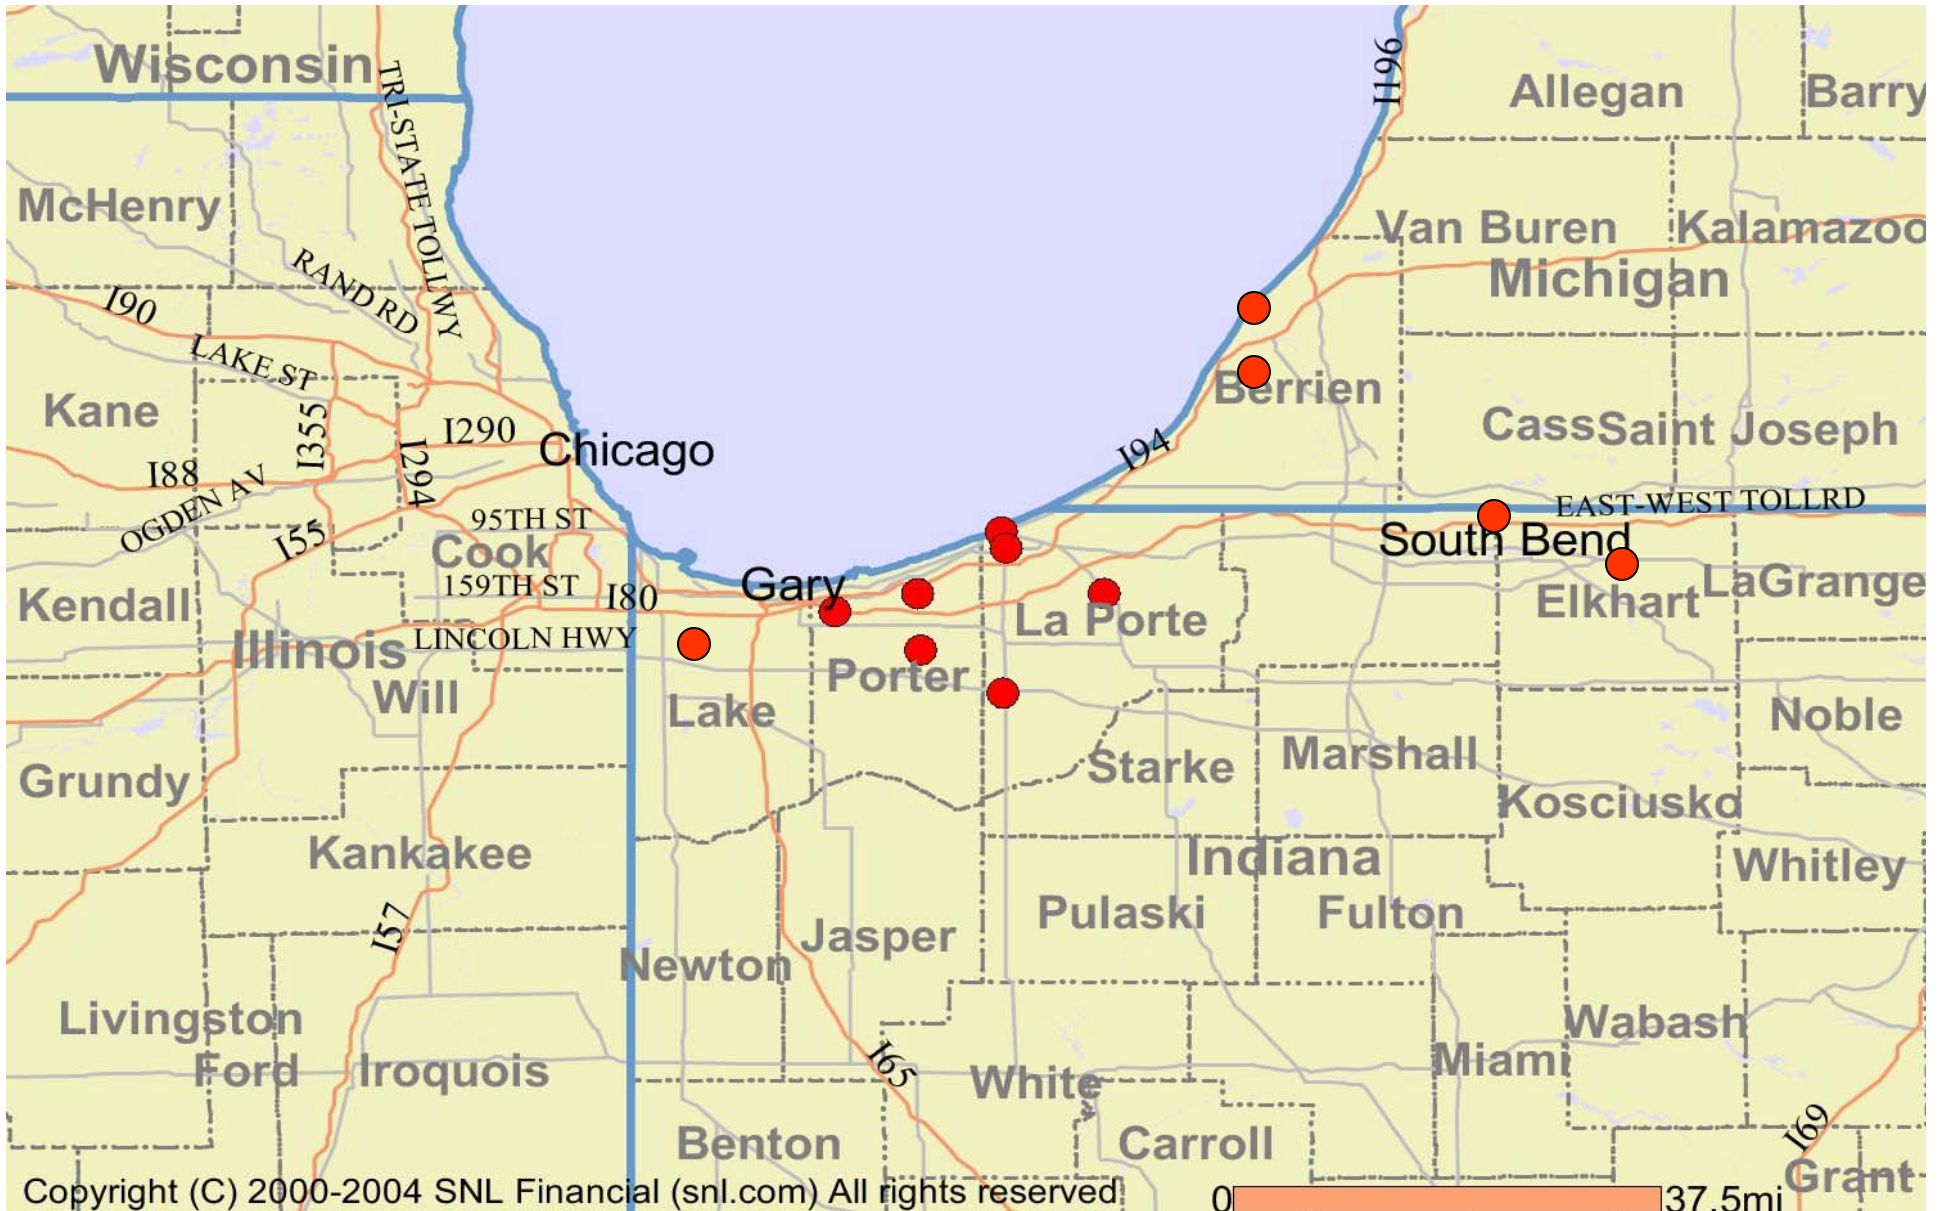 Wisconsin
TRI-STATE TOLLWY
I196
Allegan
Barry
McHenry
Van Buren
Kalamazoo
Michigan
RAND RD
I90
LAKE ST
Kane
I355
I290
I294
Chicago
Berrien
Cass
Saint Joseph
I88
OGDEN AV
I94
EAST-WEST TOLLRD
I55
95TH ST
Cook
South Bend
159TH ST
I80
Gary
Kendall
Elkhart
LaGrange
La Porte
Illinois
LINCOLN HWY
Will
Porter
Lake
Noble
Grundy
Starke
Marshall
Kosciusko
Kankakee
Indiana
Whitley
I57
Pulaski
Fulton
Jasper
Newton
Livingston
Wabash
Ford
Iroquois
I65
White
Miami
Benton
Carroll
I69
Grant
Copyright (C) 2000-2004 SNL Financial (snl.com) All rights reserved
0
37.5mi